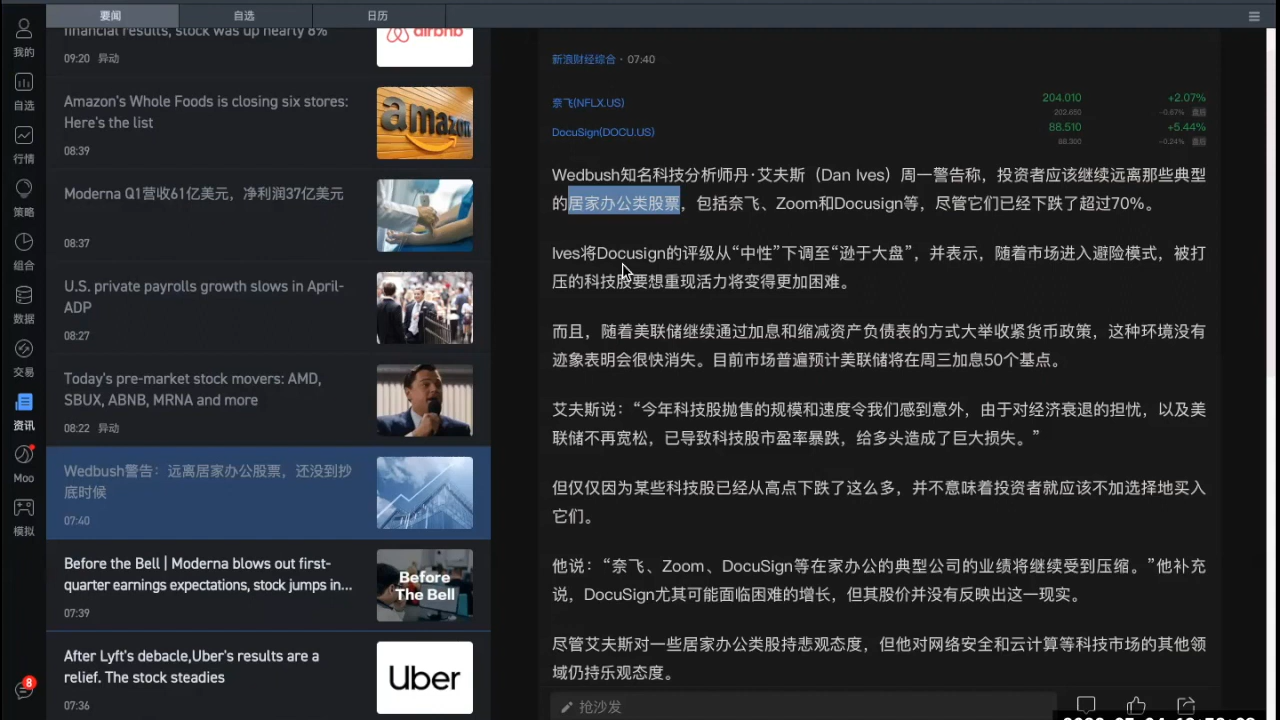 要闻
自选
日历
我的
自选
行情
策略
组合
数据
交易
资讯
Moo
模拟
8
financial results, stock was up nearly 8%
09:20 异动
airbnb
Amazon's Whole Foods is closing six stores:
Here's the list
08:39
amazon
Moderna Q1营收61亿美元，净利润37亿美元
08:37
U.S. private payrolls growth slows in April-
ADP
08:27
Today's pre-market stock movers: AMD,
SBUX, ABNB, MRNA and more
08:22 异动
Wedbush警告：远离居家办公股票，还没到抄
底时候
07:40
Before the Bell | Moderna blows out first-
quarter earnings expectations, stock jumps in...
07:39
Before
The Bell
After Lyft's debacle,Uber's results are a
relief. The stock steadies
07:36
Uber
新浪财经综合 · 07:40
奈飞(NFLX.US)
204.010
+2.07%
202.650
-0.67% 盘后
DocuSign(DOCU.US)
88.510
+5.44%
88.300
-0.24% 盘后
Wedbush知名科技分析师丹·艾夫斯（Dan Ives）周一警告称，投资者应该继续远离那些典型
的居家办公类股票，包括奈飞、Zoom和Docusign等，尽管它们已经下跌了超过70%。
Ives将Docusign的评级从“中性”下调至“逊于大盘”，并表示，随着市场进入避险模式，被打
压的科技股要想重现活力将变得更加困难。
而且，随着美联储继续通过加息和缩减资产负债表的方式大举收紧货币政策，这种环境没有
迹象表明会很快消失。目前市场普遍预计美联储将在周三加息50个基点。
艾夫斯说：“今年科技股抛售的规模和速度令我们感到意外，由于对经济衰退的担忧，以及美
联储不再宽松，已导致科技股市盈率暴跌，给多头造成了巨大损失。”
但仅仅因为某些科技股已经从高点下跌了这么多，并不意味着投资者就应该不加选择地买入
它们。
他说：“奈飞、Zoom、DocuSign等在家办公的典型公司的业绩将继续受到压缩。”他补充
说，DocuSign尤其可能面临困难的增长，但其股价并没有反映出这一现实。
尽管艾夫斯对一些居家办公类股持悲观态度，但他对网络安全和云计算等科技市场的其他领
域仍持乐观态度。
抢沙发